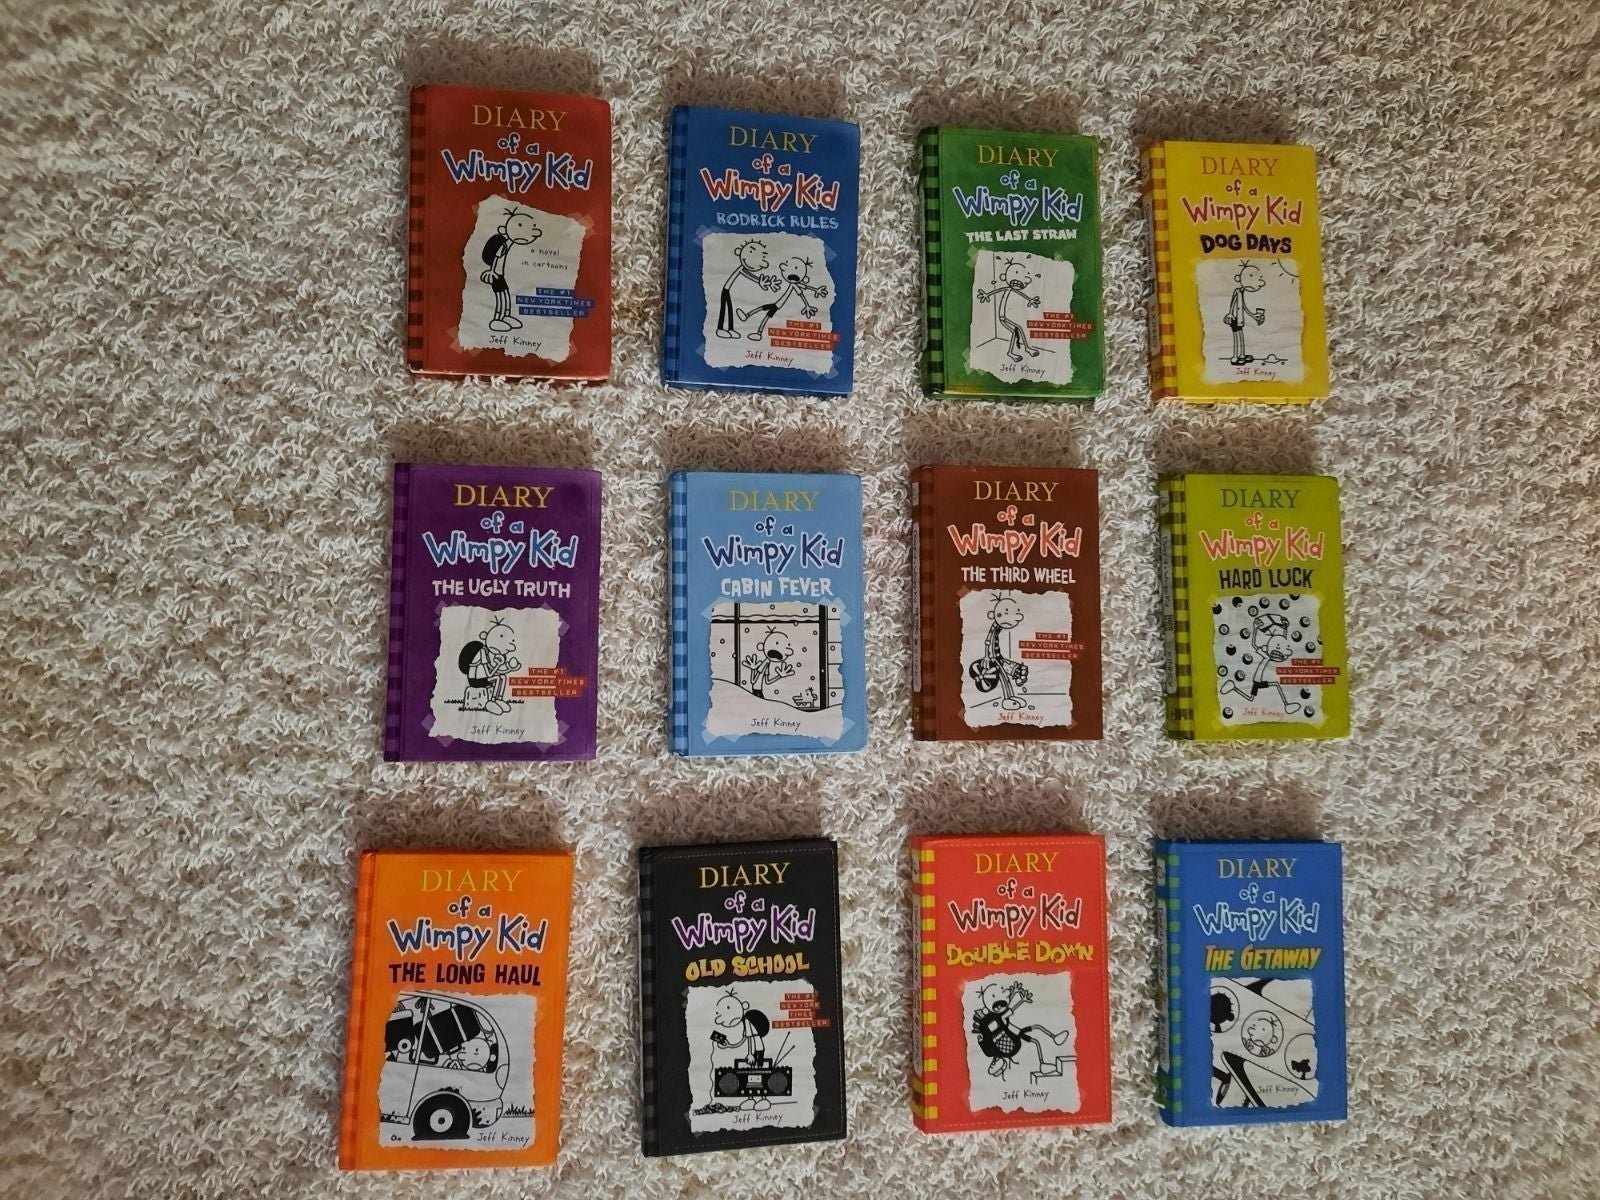 DIARY
of a
Wimpy Kid
a novel
in cartoons
THE #1
NEW YORK TIMES
BESTSELLER
Jeff Kinney
DIARY
of a
Wimpy Kid
RODRICK RULES
THE #1
NEW YORK TIMES
BESTSELLER
Jeff Kinney
DIARY
of a
Wimpy Kid
THE LAST STRAW
THE #1
NEW YORK TIMES
BESTSELLER
Jeff Kinney
DIARY
of a
Wimpy Kid
DOG DAYS
Jeff Kinney
DIARY
of a
Wimpy Kid
THE UGLY TRUTH
THE #1
NEW YORK TIMES
BESTSELLER
Jeff Kinney
DIARY
of a
Wimpy Kid
CABIN FEVER
Jeff Kinney
DIARY
of a
Wimpy Kid
THE THIRD WHEEL
THE #1
NEW YORK TIMES
BESTSELLER
Jeff Kinney
DIARY
of a
Wimpy Kid
HARD LUCK
THE #1
NEW YORK TIMES
BESTSELLER
Jeff Kinney
DIARY
of a
Wimpy Kid
THE LONG HAUL
Jeff Kinney
DIARY
of a
Wimpy Kid
OLD SCHOOL
THE #1
NEW YORK
TIMES
BESTSELLER
Jeff Kinney
DIARY
of a
Wimpy Kid
DOUBLE DOWN
Jeff Kinney
DIARY
of a
Wimpy Kid
THE GETAWAY
Jeff Kinney